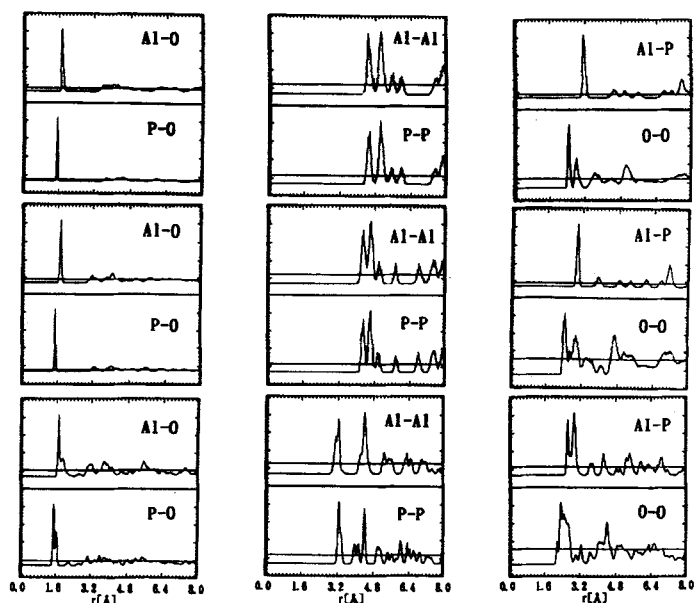 Al-O Al-Al Al-P
P-O P-P O-O
Al-O Al-Al Al-P
P-O P-P O-O
Al-O Al-Al Al-P
P-O P-P O-O
0.0 1.6 3.2 4.8 6.4 8.0 0.0 1.6 3.2 4.8 6.4 8.0 0.0 1.6 3.2 4.8 6.4 8.0
r[Å] r[Å] r[Å]